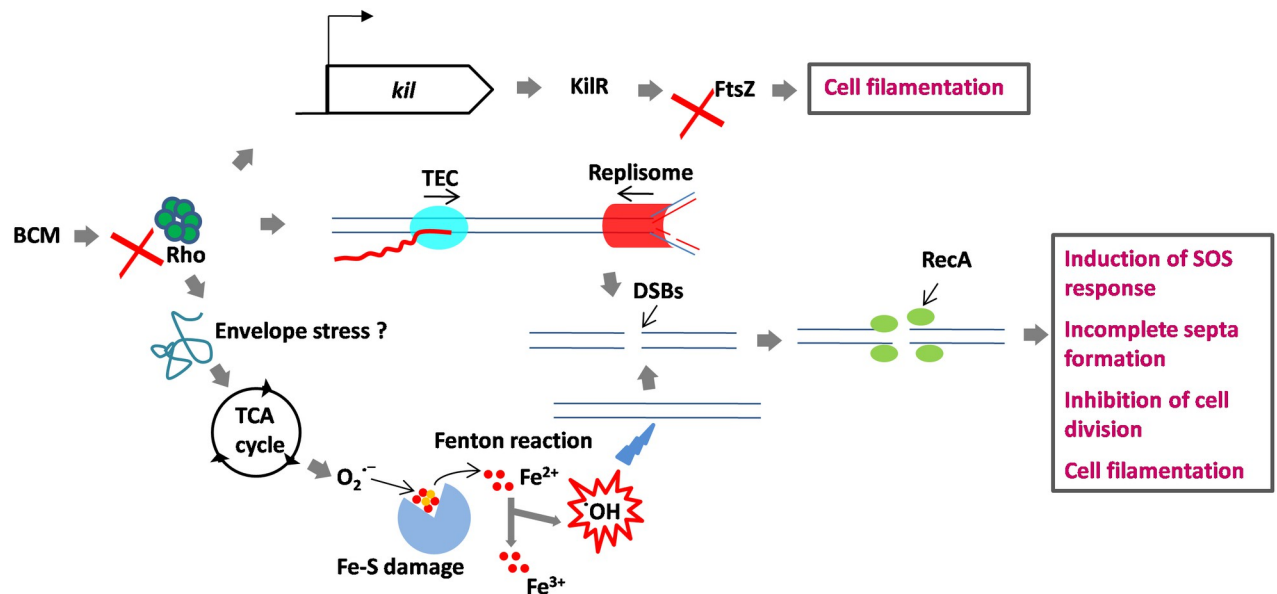 kil
KilR
FtsZ
Cell filamentation
TEC
Replisome
BCM
Rho
RecA
DSBs
Induction of SOS
response
Incomplete septa
formation
Inhibition of cell
division
Cell filamentation
Envelope stress ?
TCA
cycle
Fenton reaction
O₂˙⁻
Fe²⁺
˙OH
Fe-S damage
Fe³⁺